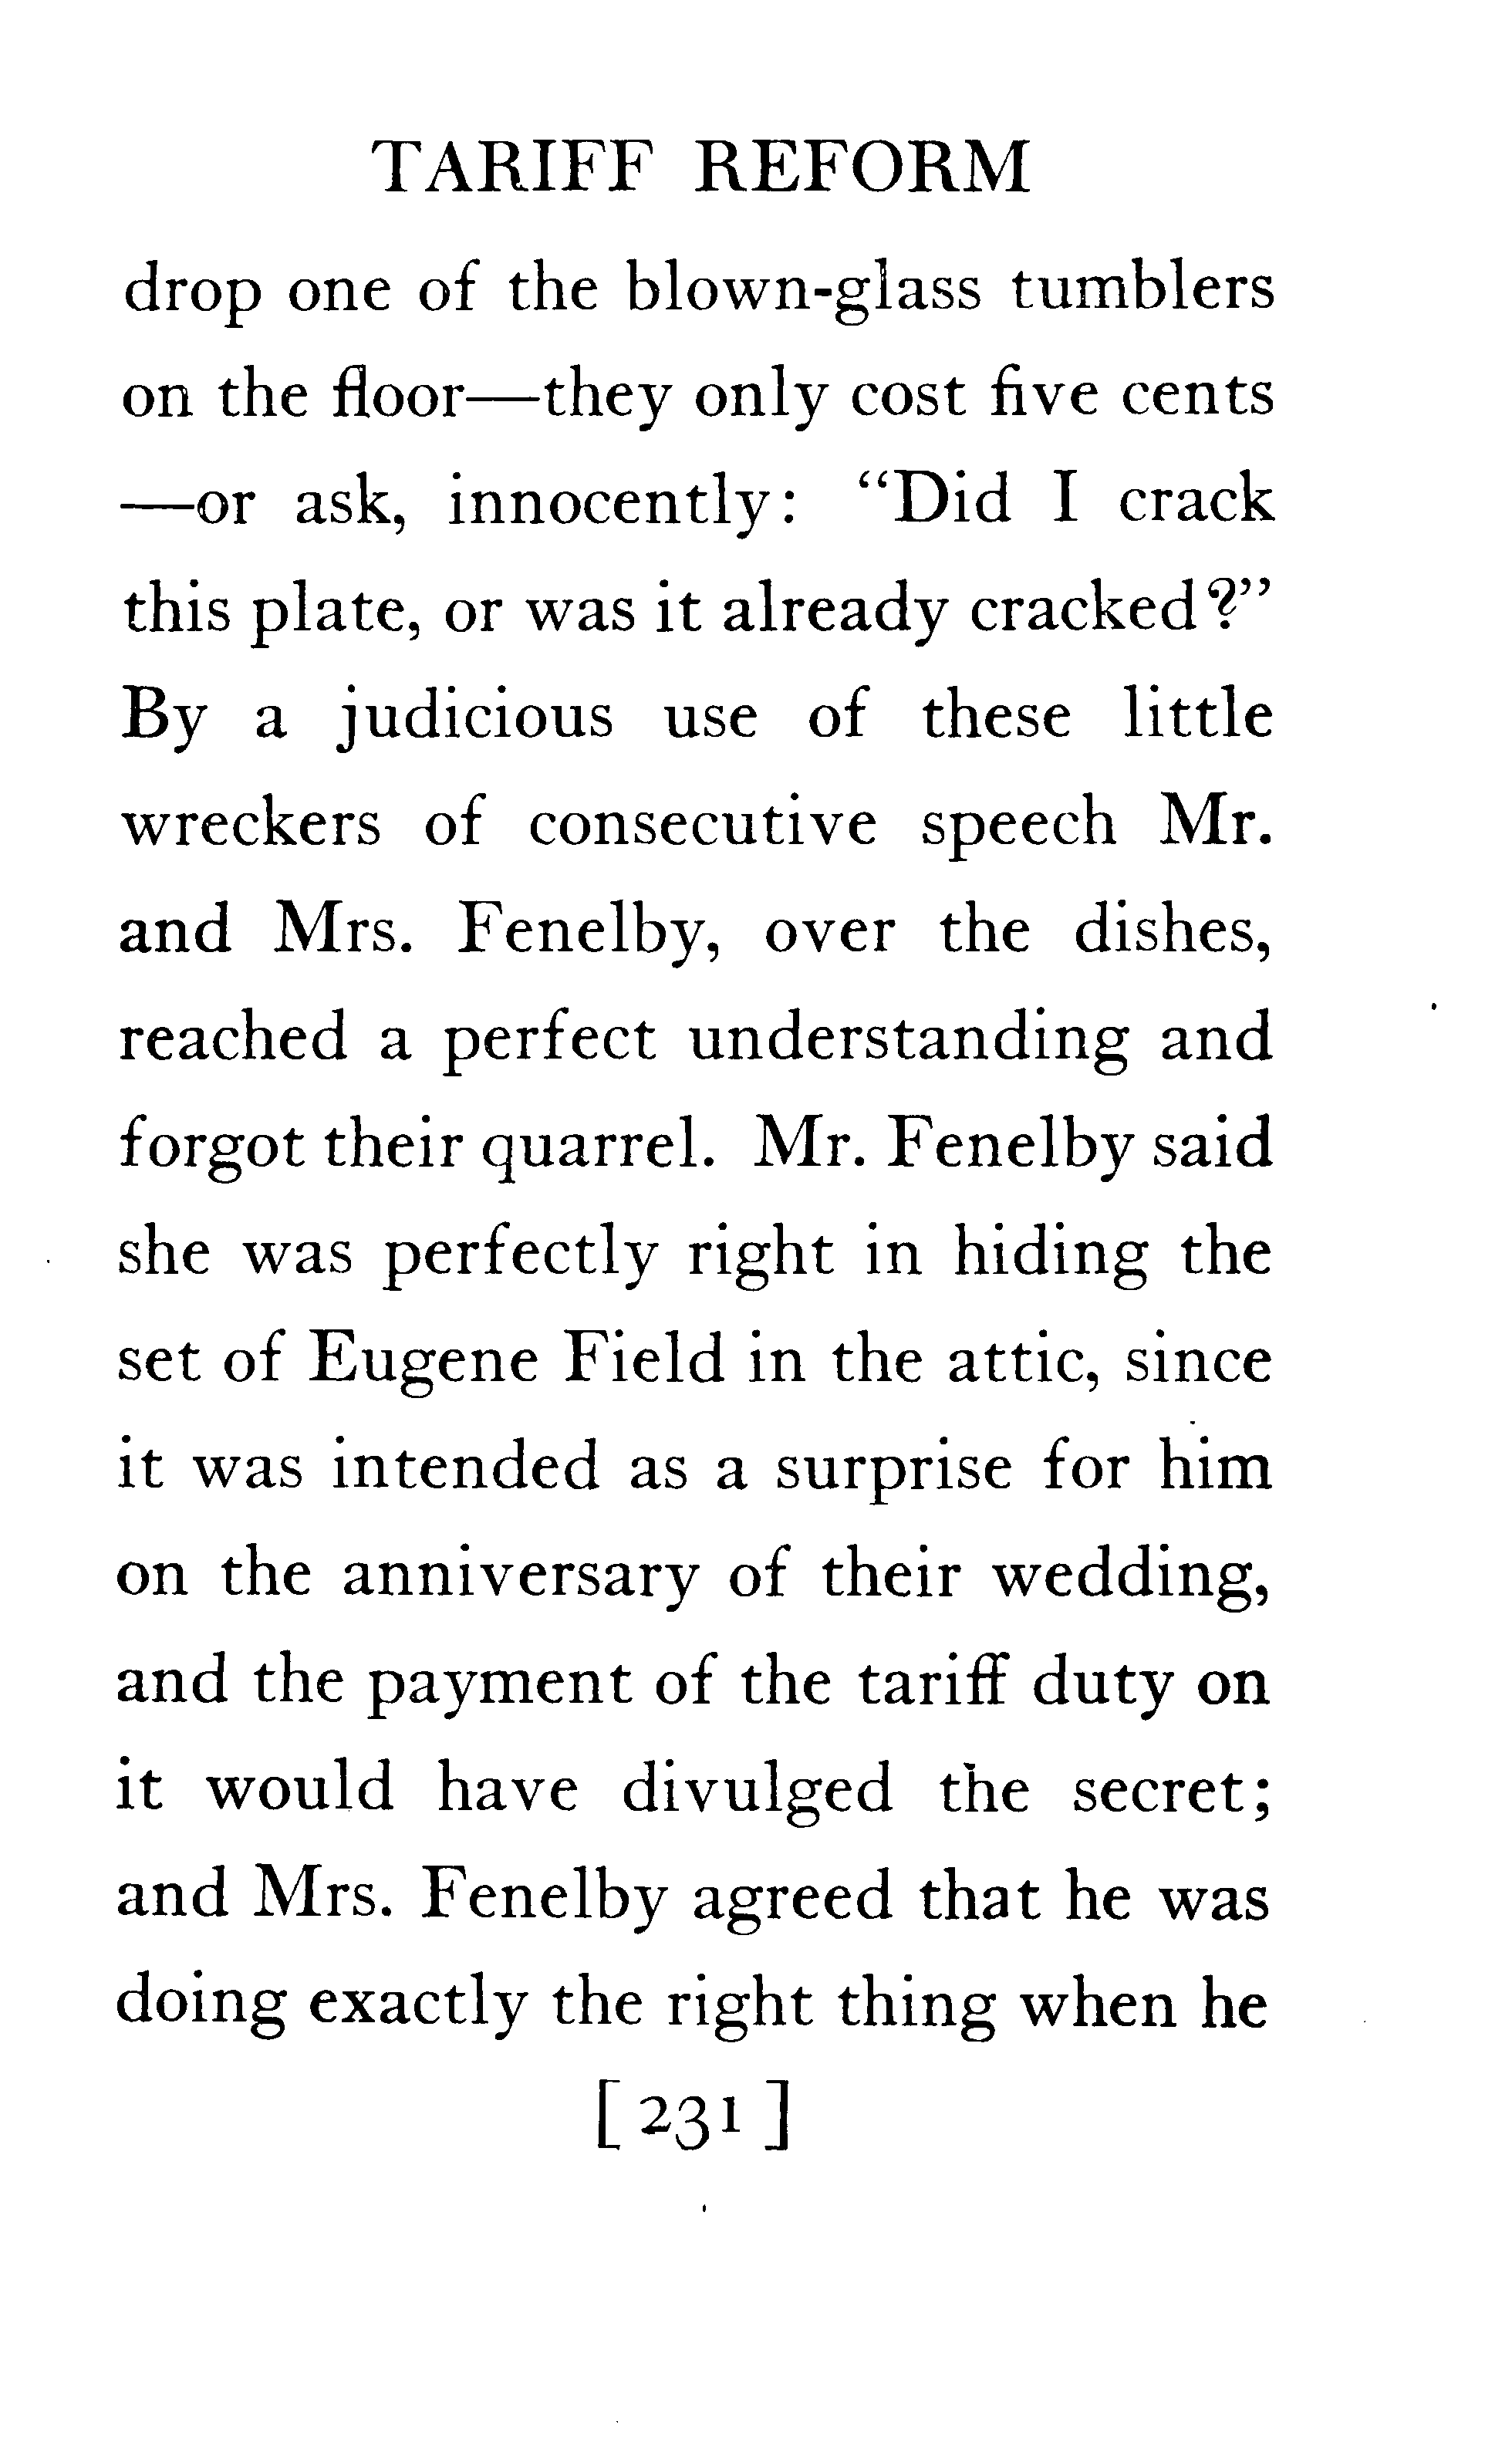 TARIFF REFORM
drop one of the blown-glass tumblers
on the floor—they only cost five cents
—or ask, innocently: “Did I crack
this plate, or was it already cracked?”
By a judicious use of these little
wreckers of consecutive speech Mr.
and Mrs. Fenelby, over the dishes,
reached a perfect understanding and
forgot their quarrel. Mr. Fenelby said
she was perfectly right in hiding the
set of Eugene Field in the attic, since
it was intended as a surprise for him
on the anniversary of their wedding,
and the payment of the tariff duty on
it would have divulged the secret;
and Mrs. Fenelby agreed that he was
doing exactly the right thing when he
[231]